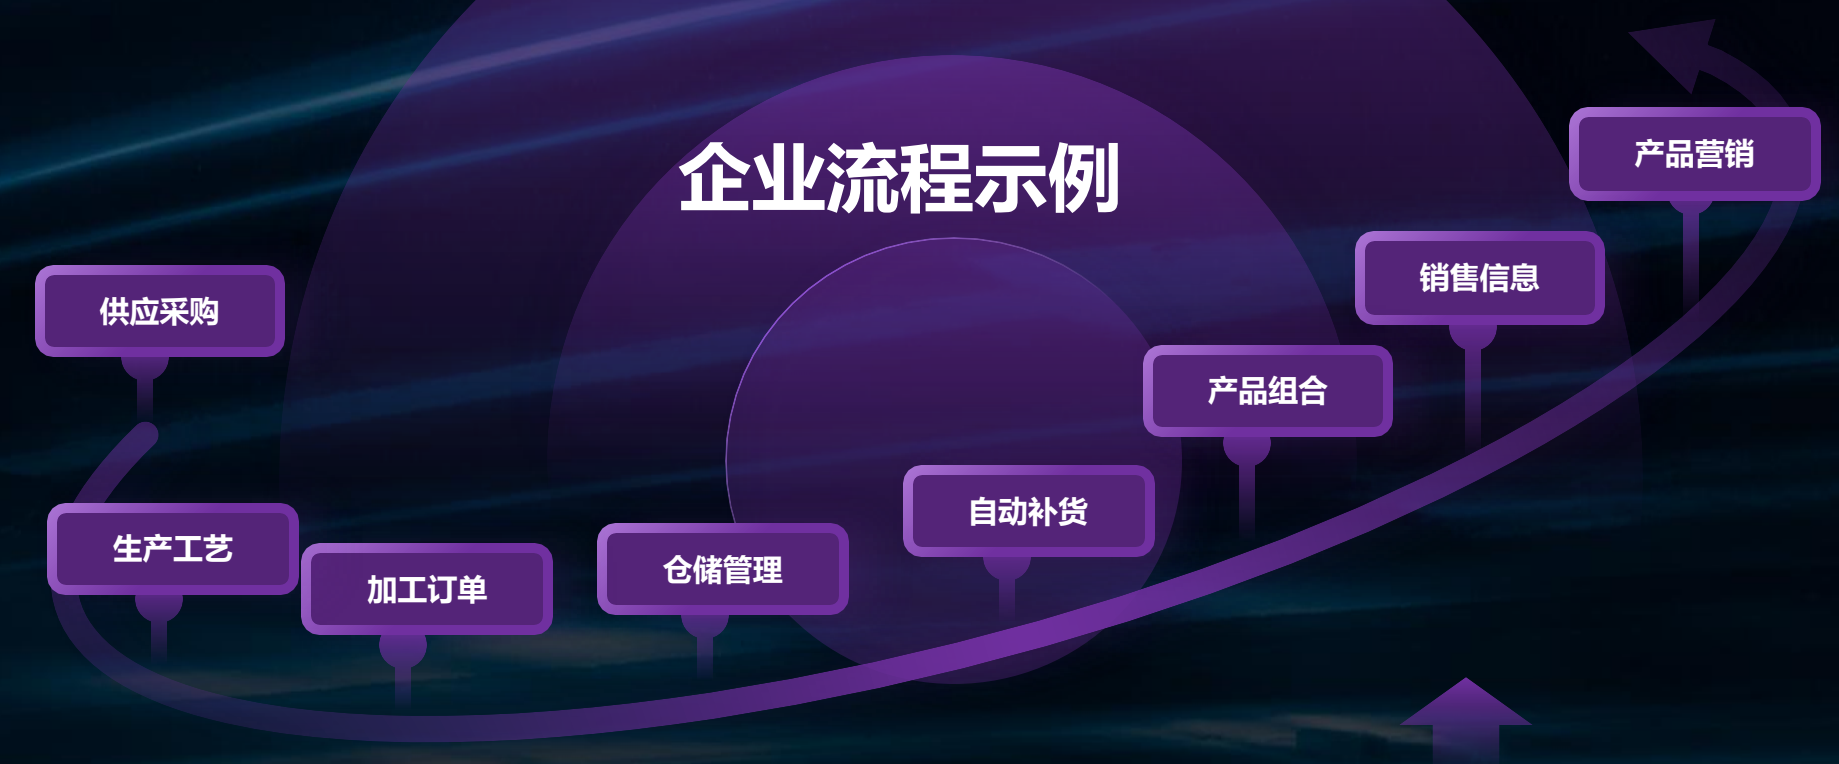 企业流程示例
供应采购
生产工艺
加工订单
仓储管理
自动补货
产品组合
销售信息
产品营销